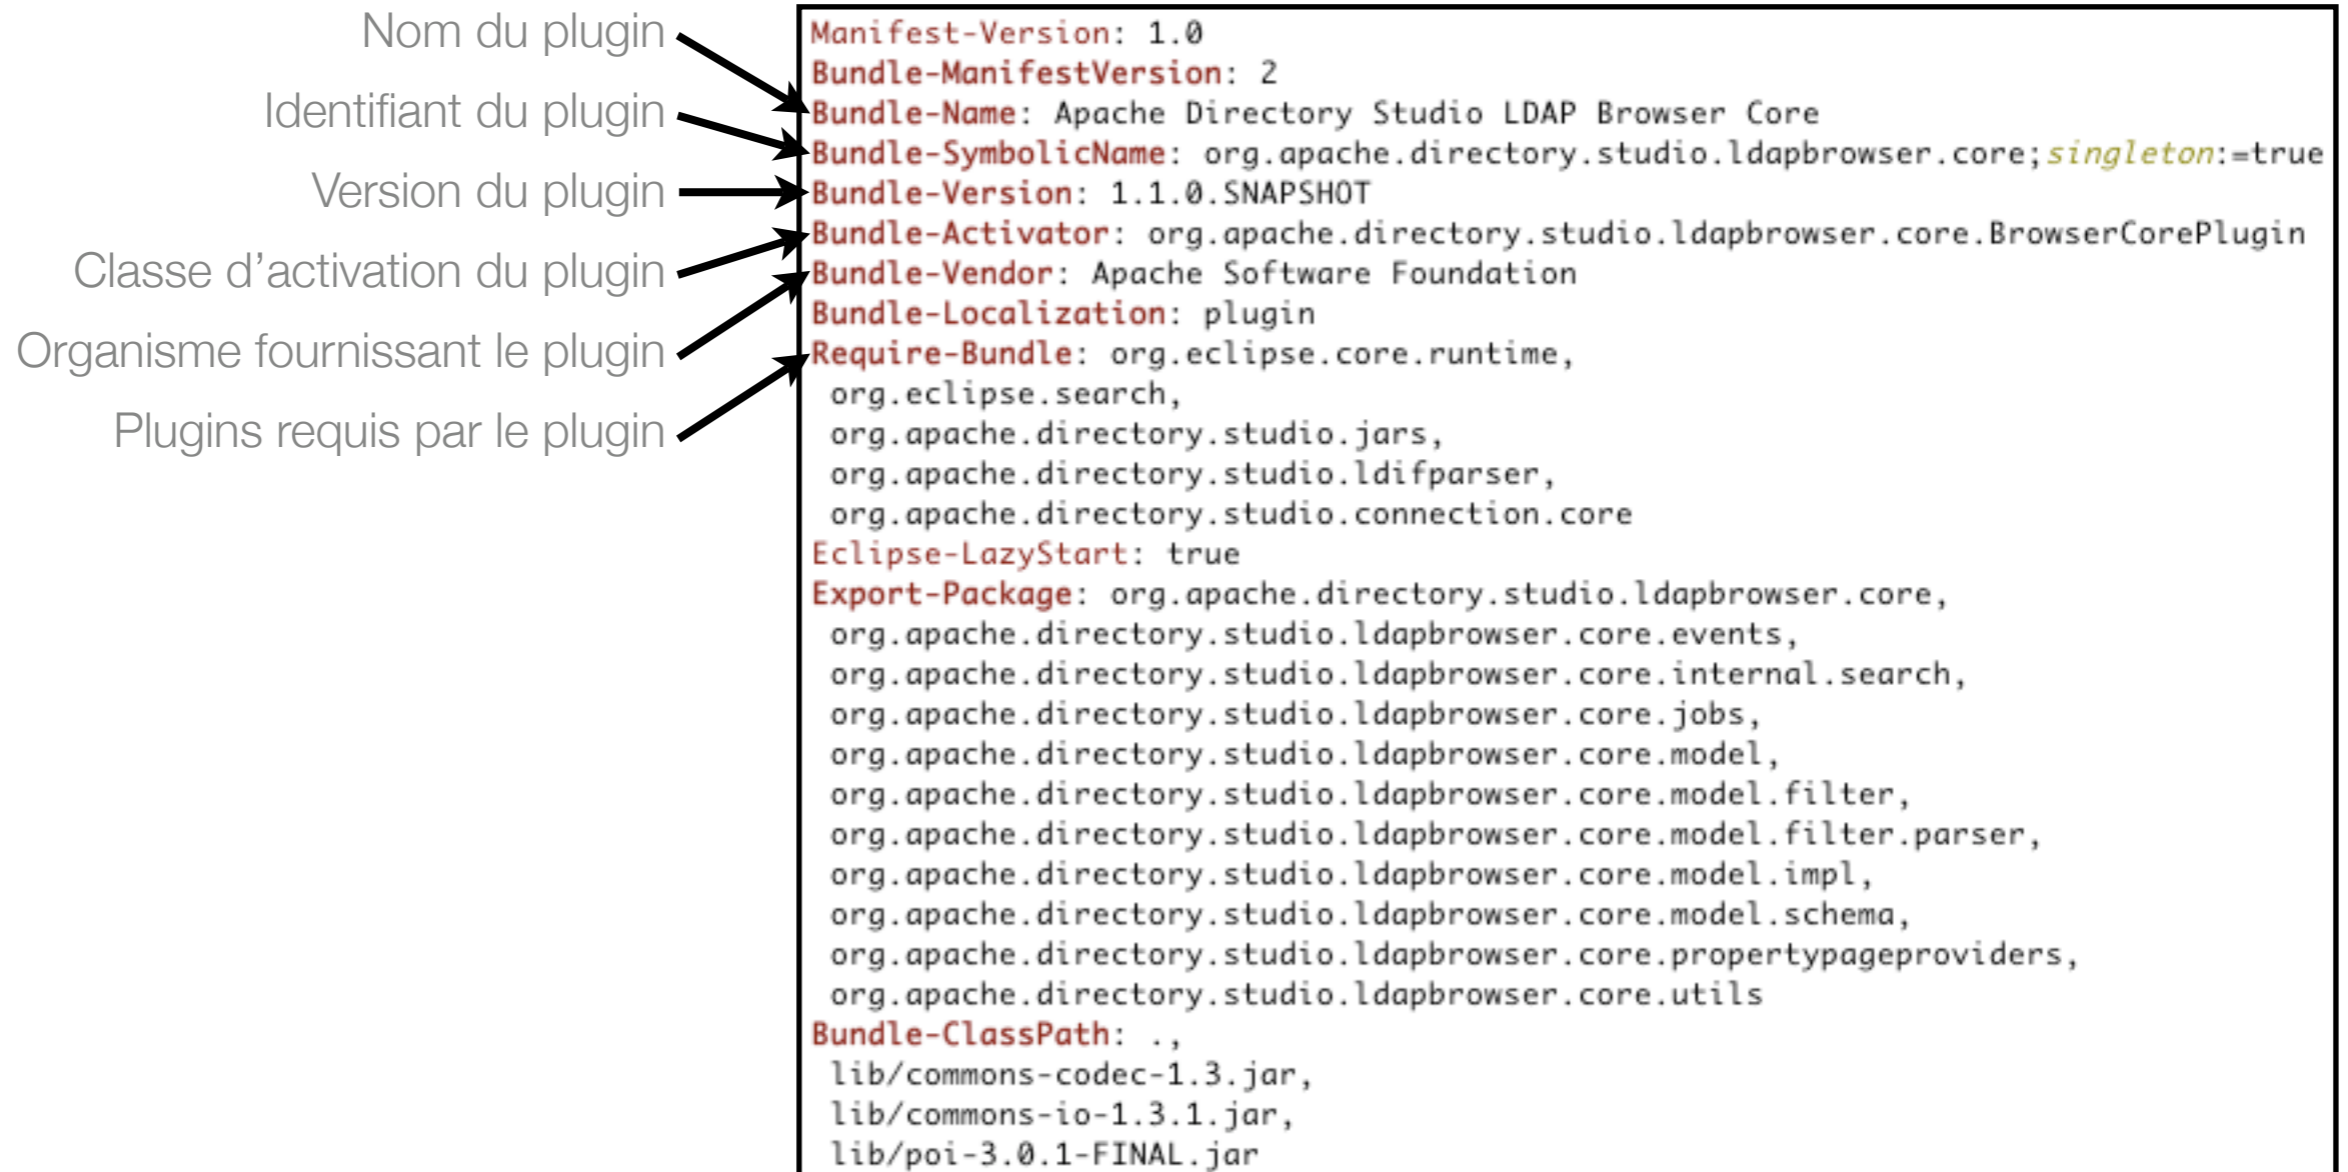 Nom du plugin
Identifiant du plugin
Version du plugin
Classe d’activation du plugin
Organisme fournissant le plugin
Plugins requis par le plugin
Manifest-Version: 1.0
Bundle-ManifestVersion: 2
Bundle-Name: Apache Directory Studio LDAP Browser Core
Bundle-SymbolicName: org.apache.directory.studio.ldapbrowser.core;singleton:=true
Bundle-Version: 1.1.0.SNAPSHOT
Bundle-Activator: org.apache.directory.studio.ldapbrowser.core.BrowserCorePlugin
Bundle-Vendor: Apache Software Foundation
Bundle-Localization: plugin
Require-Bundle: org.eclipse.core.runtime,
 org.eclipse.search,
 org.apache.directory.studio.jars,
 org.apache.directory.studio.ldifparser,
 org.apache.directory.studio.connection.core
Eclipse-LazyStart: true
Export-Package: org.apache.directory.studio.ldapbrowser.core,
 org.apache.directory.studio.ldapbrowser.core.events,
 org.apache.directory.studio.ldapbrowser.core.internal.search,
 org.apache.directory.studio.ldapbrowser.core.jobs,
 org.apache.directory.studio.ldapbrowser.core.model,
 org.apache.directory.studio.ldapbrowser.core.model.filter,
 org.apache.directory.studio.ldapbrowser.core.model.filter.parser,
 org.apache.directory.studio.ldapbrowser.core.model.impl,
 org.apache.directory.studio.ldapbrowser.core.model.schema,
 org.apache.directory.studio.ldapbrowser.core.propertypageproviders,
 org.apache.directory.studio.ldapbrowser.core.utils
Bundle-ClassPath: .,
 lib/commons-codec-1.3.jar,
 lib/commons-io-1.3.1.jar,
 lib/poi-3.0.1-FINAL.jar